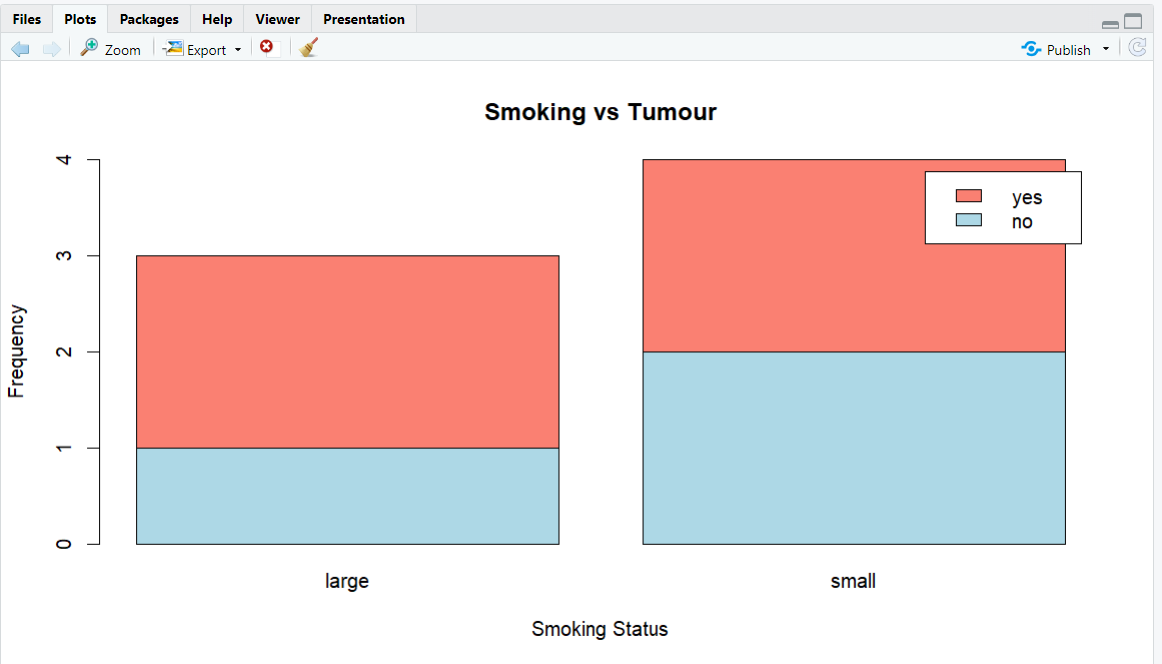 Files Plots Packages Help Viewer Presentation
Zoom Export Publish
Smoking vs Tumour
4
3
2
1
0
Frequency
yes
no
large small
Smoking Status